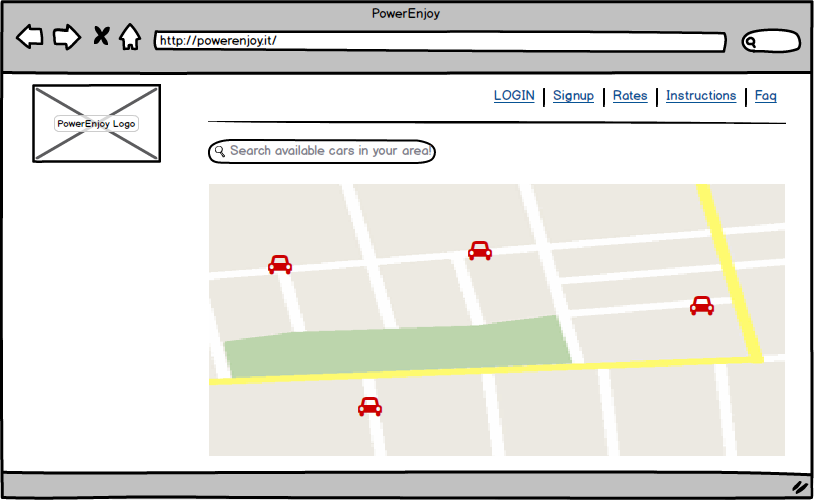 PowerEnjoy
http://powerenjoy.it/
PowerEnjoy Logo
LOGIN Signup Rates Instructions Faq
Search available cars in your area!